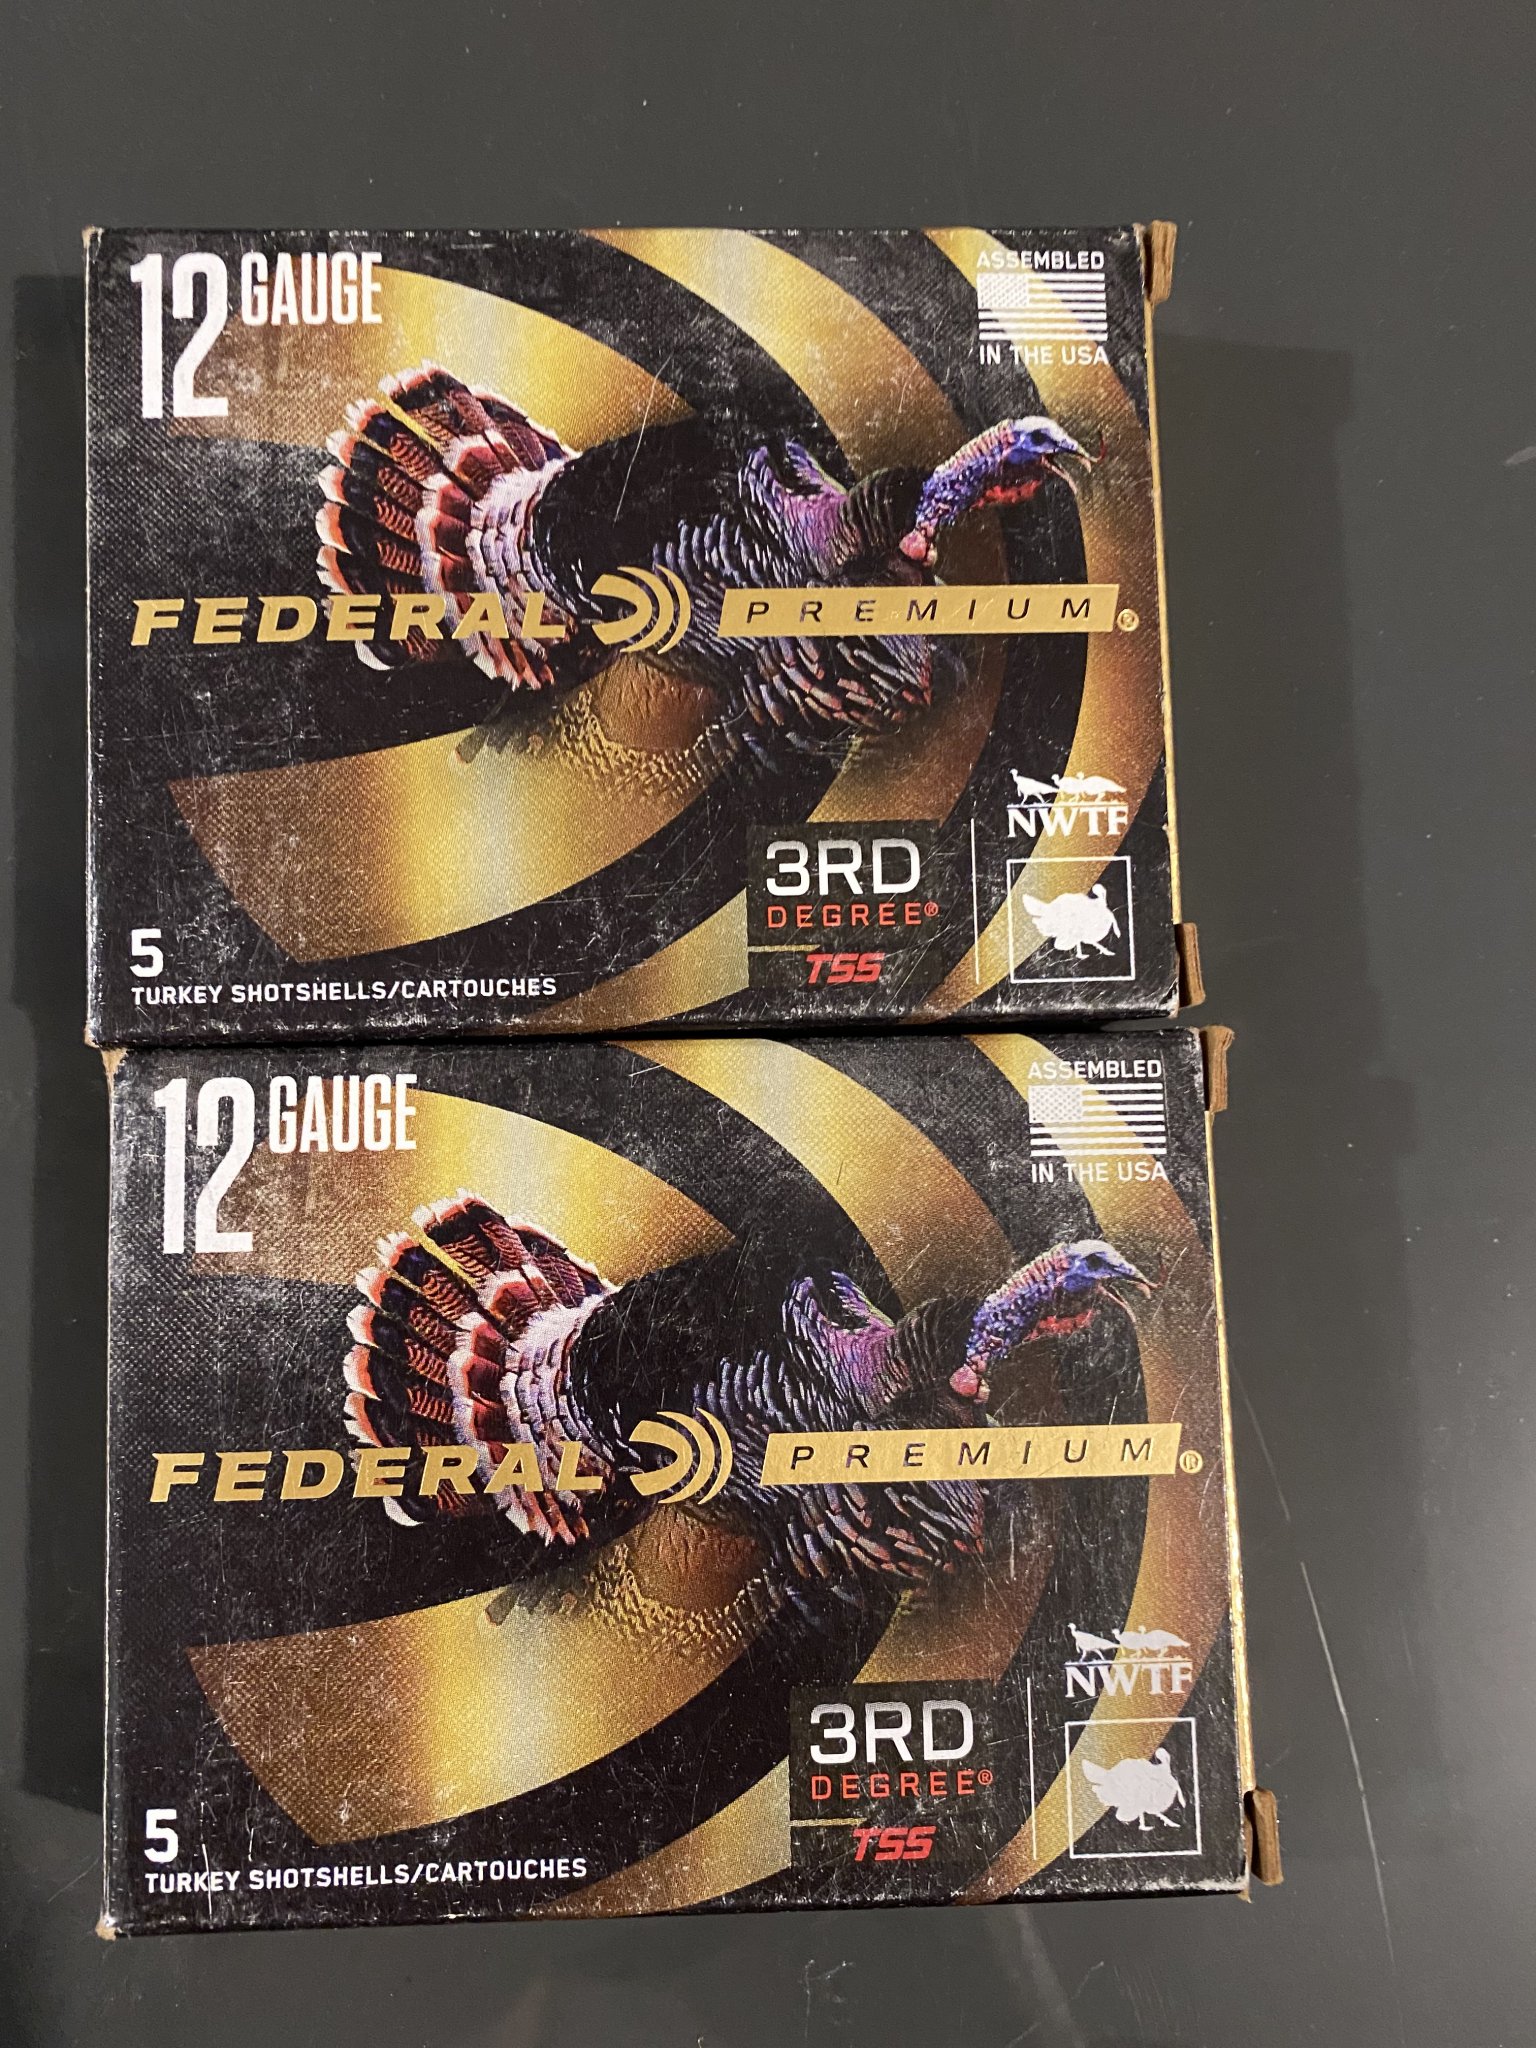 12 GAUGE
ASSEMBLED
IN THE USA
FEDERAL PREMIUM®
NWTF
3RD
DEGREE®
TSS
5
TURKEY SHOTSHELLS/CARTOUCHES
12 GAUGE
ASSEMBLED
IN THE USA
FEDERAL PREMIUM®
NWTF
3RD
DEGREE®
TSS
5
TURKEY SHOTSHELLS/CARTOUCHES